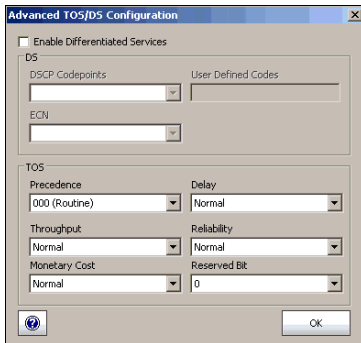 Advanced TOS/DS Configuration
Enable Differentiated Services
DS
DSCP Codepoints User Defined Codes
ECN
TOS
Precedence Delay
000 (Routine) Normal
Throughput Reliability
Normal Normal
Monetary Cost Reserved Bit
Normal 0
OK